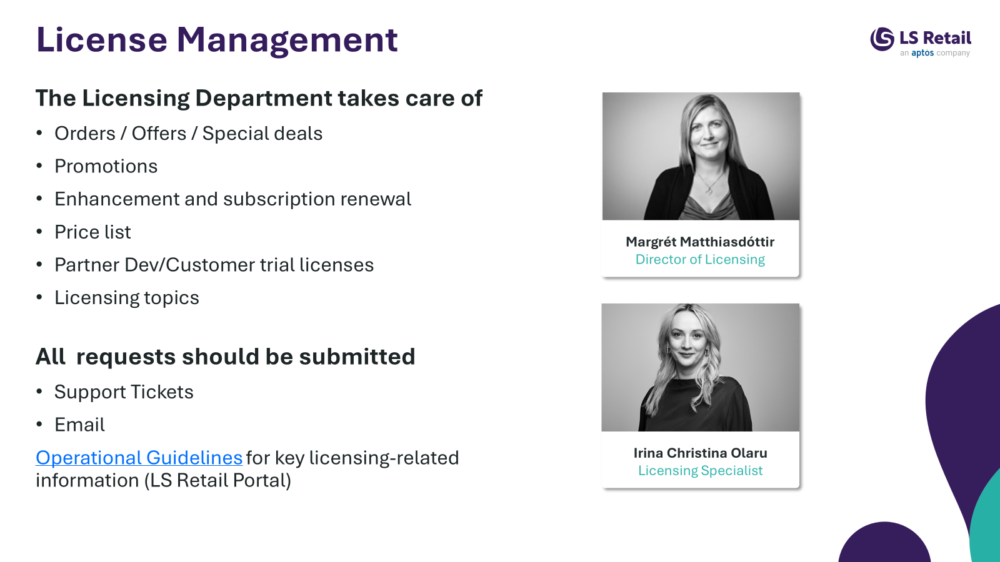 License Management
LS Retail
an aptos company
The Licensing Department takes care of
• Orders / Offers / Special deals
• Promotions
• Enhancement and subscription renewal
• Price list
• Partner Dev/Customer trial licenses
• Licensing topics
All  requests should be submitted
• Support Tickets
• Email
Operational Guidelines for key licensing-related
information (LS Retail Portal)
Margrét Matthiasdóttir
Director of Licensing
Irina Christina Olaru
Licensing Specialist